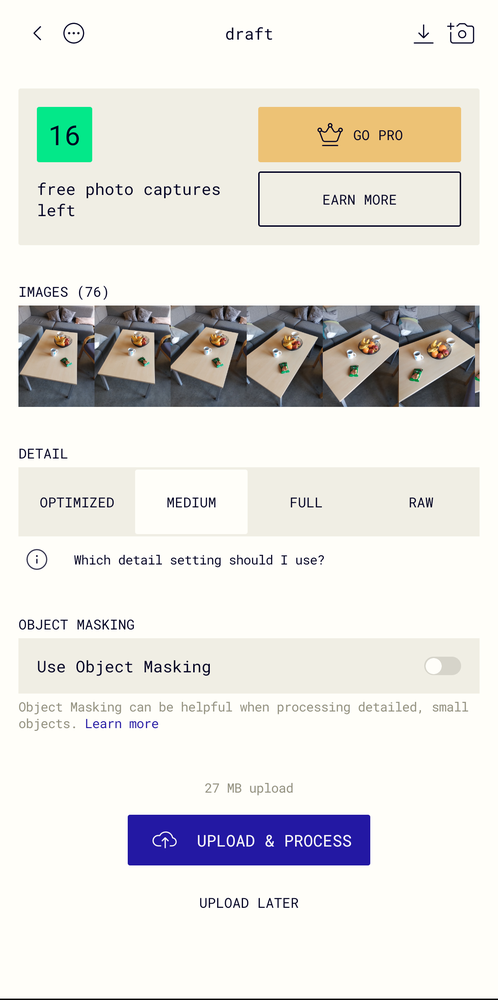 draft
16
free photo captures
left
GO PRO
EARN MORE
IMAGES (76)
DETAIL
OPTIMIZED MEDIUM FULL RAW
Which detail setting should I use?
OBJECT MASKING
Use Object Masking
Object Masking can be helpful when processing detailed, small
objects. Learn more
27 MB upload
UPLOAD & PROCESS
UPLOAD LATER